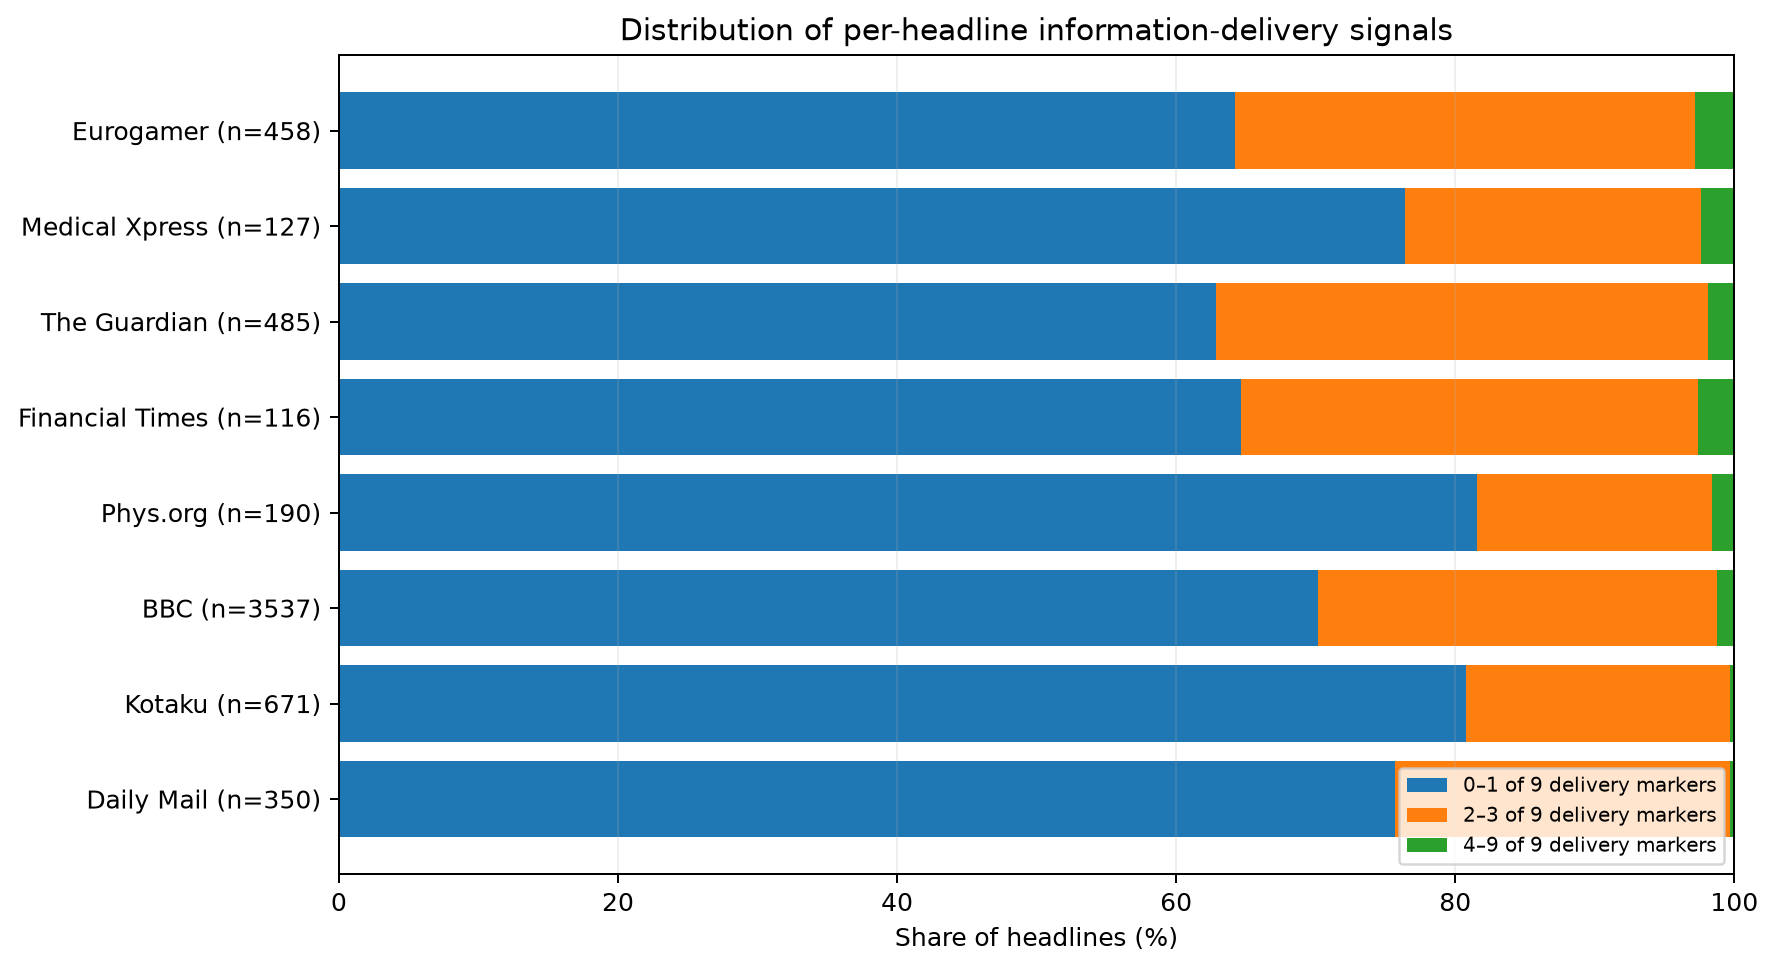 Distribution of per-headline information-delivery signals
Eurogamer (n=458)
Medical Xpress (n=127)
The Guardian (n=485)
Financial Times (n=116)
Phys.org (n=190)
BBC (n=3537)
Kotaku (n=671)
Daily Mail (n=350)
0–1 of 9 delivery markers
2–3 of 9 delivery markers
4–9 of 9 delivery markers
0 20 40 60 80 100
Share of headlines (%)